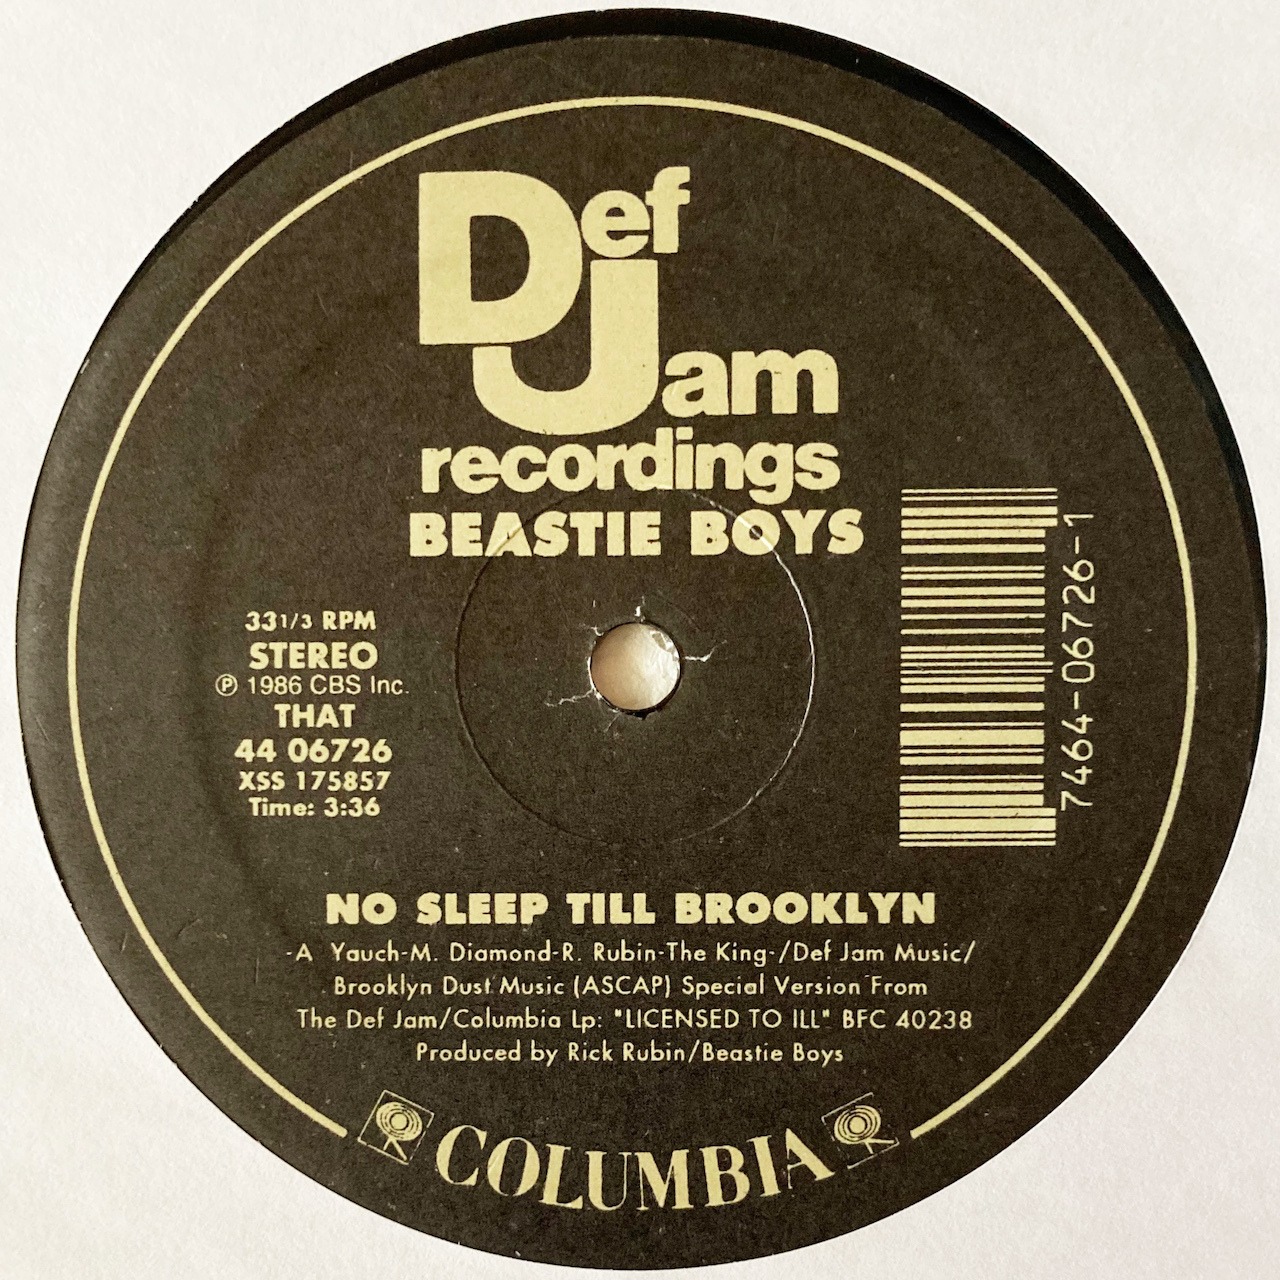 Def
Jam
recordings
BEASTIE BOYS
33 1/3 RPM
STEREO
℗ 1986 CBS Inc.
THAT
44 06726
XSS 175857
Time: 3:36
7464-06726-1
NO SLEEP TILL BROOKLYN
-A Yauch-M. Diamond-R. Rubin-The King-/Def Jam Music/
Brooklyn Dust Music (ASCAP) Special Version From
The Def Jam/Columbia Lp: "LICENSED TO ILL" BFC 40238
Produced by Rick Rubin/Beastie Boys
COLUMBIA